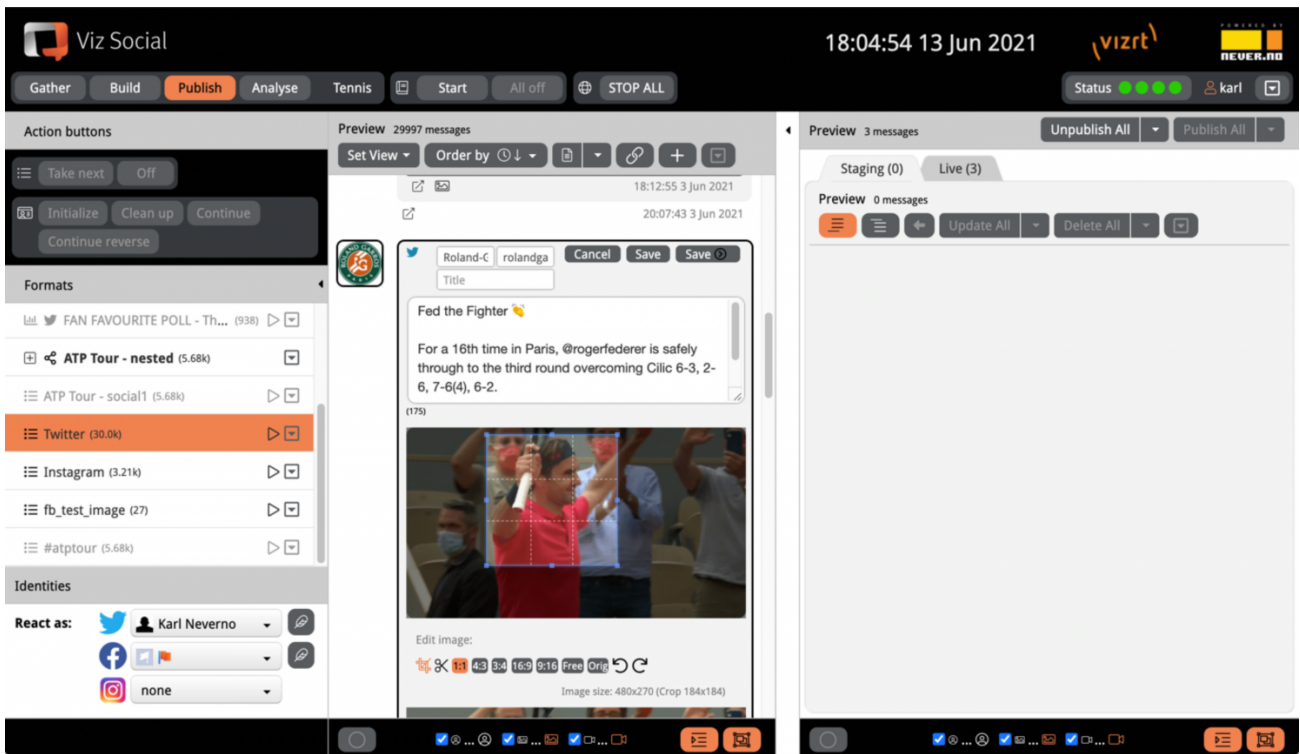 Viz Social
18:04:54 13 Jun 2021
vizrt
POWERED BY
NEVER.NO
Gather Build Publish Analyse Tennis Start All off STOP ALL
Status karl
Action buttons
Take next Off
Initialize Clean up Continue
Continue reverse
Formats
FAN FAVOURITE POLL - Th... (938)
ATP Tour - nested (5.68k)
ATP Tour - social1 (5.68k)
Twitter (30.0k)
Instagram (3.21k)
fb_test_image (27)
#atptour (5.68k)
Identities
React as: Karl Neverno
none
Preview 29997 messages
Set View Order by
18:12:55 3 Jun 2021
20:07:43 3 Jun 2021
ROLAND GARROS
RG
Roland-G rolandga Cancel Save Save
Title
Fed the Fighter 👏
For a 16th time in Paris, @rogerfederer is safely
through to the third round overcoming Cilic 6-3, 2-
6, 7-6(4), 6-2.
(175)
Edit image:
1:1 4:3 3:4 16:9 9:16 Free Orig
Image size: 480x270 (Crop 184x184)
... ... ...
Preview 3 messages Unpublish All Publish All
Staging (0) Live (3)
Preview 0 messages
Update All Delete All
... ... ...